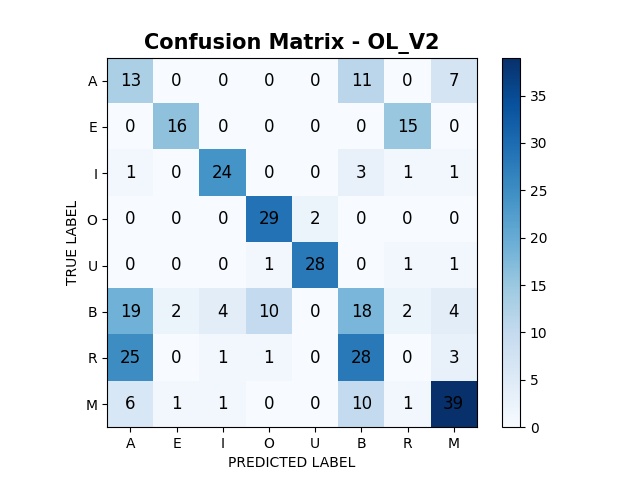 Confusion Matrix - OL_V2
TRUE LABEL
A 13 0 0 0 0 11 0 7
E 0 16 0 0 0 0 15 0
I 1 0 24 0 0 3 1 1
O 0 0 0 29 2 0 0 0
U 0 0 0 1 28 0 1 1
B 19 2 4 10 0 18 2 4
R 25 0 1 1 0 28 0 3
M 6 1 1 0 0 10 1 39
A E I O U B R M
PREDICTED LABEL
35
30
25
20
15
10
5
0